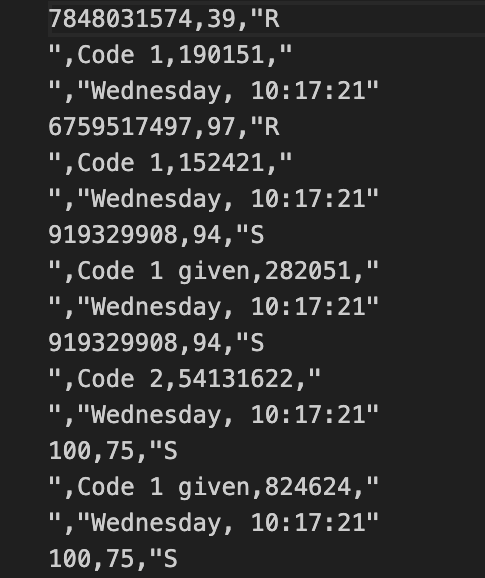 7848031574,39,"R
",Code 1,190151,"
","Wednesday, 10:17:21"
6759517497,97,"R
",Code 1,152421,"
","Wednesday, 10:17:21"
919329908,94,"S
",Code 1 given,282051,"
","Wednesday, 10:17:21"
919329908,94,"S
",Code 2,54131622,"
","Wednesday, 10:17:21"
100,75,"S
",Code 1 given,824624,"
","Wednesday, 10:17:21"
100,75,"S